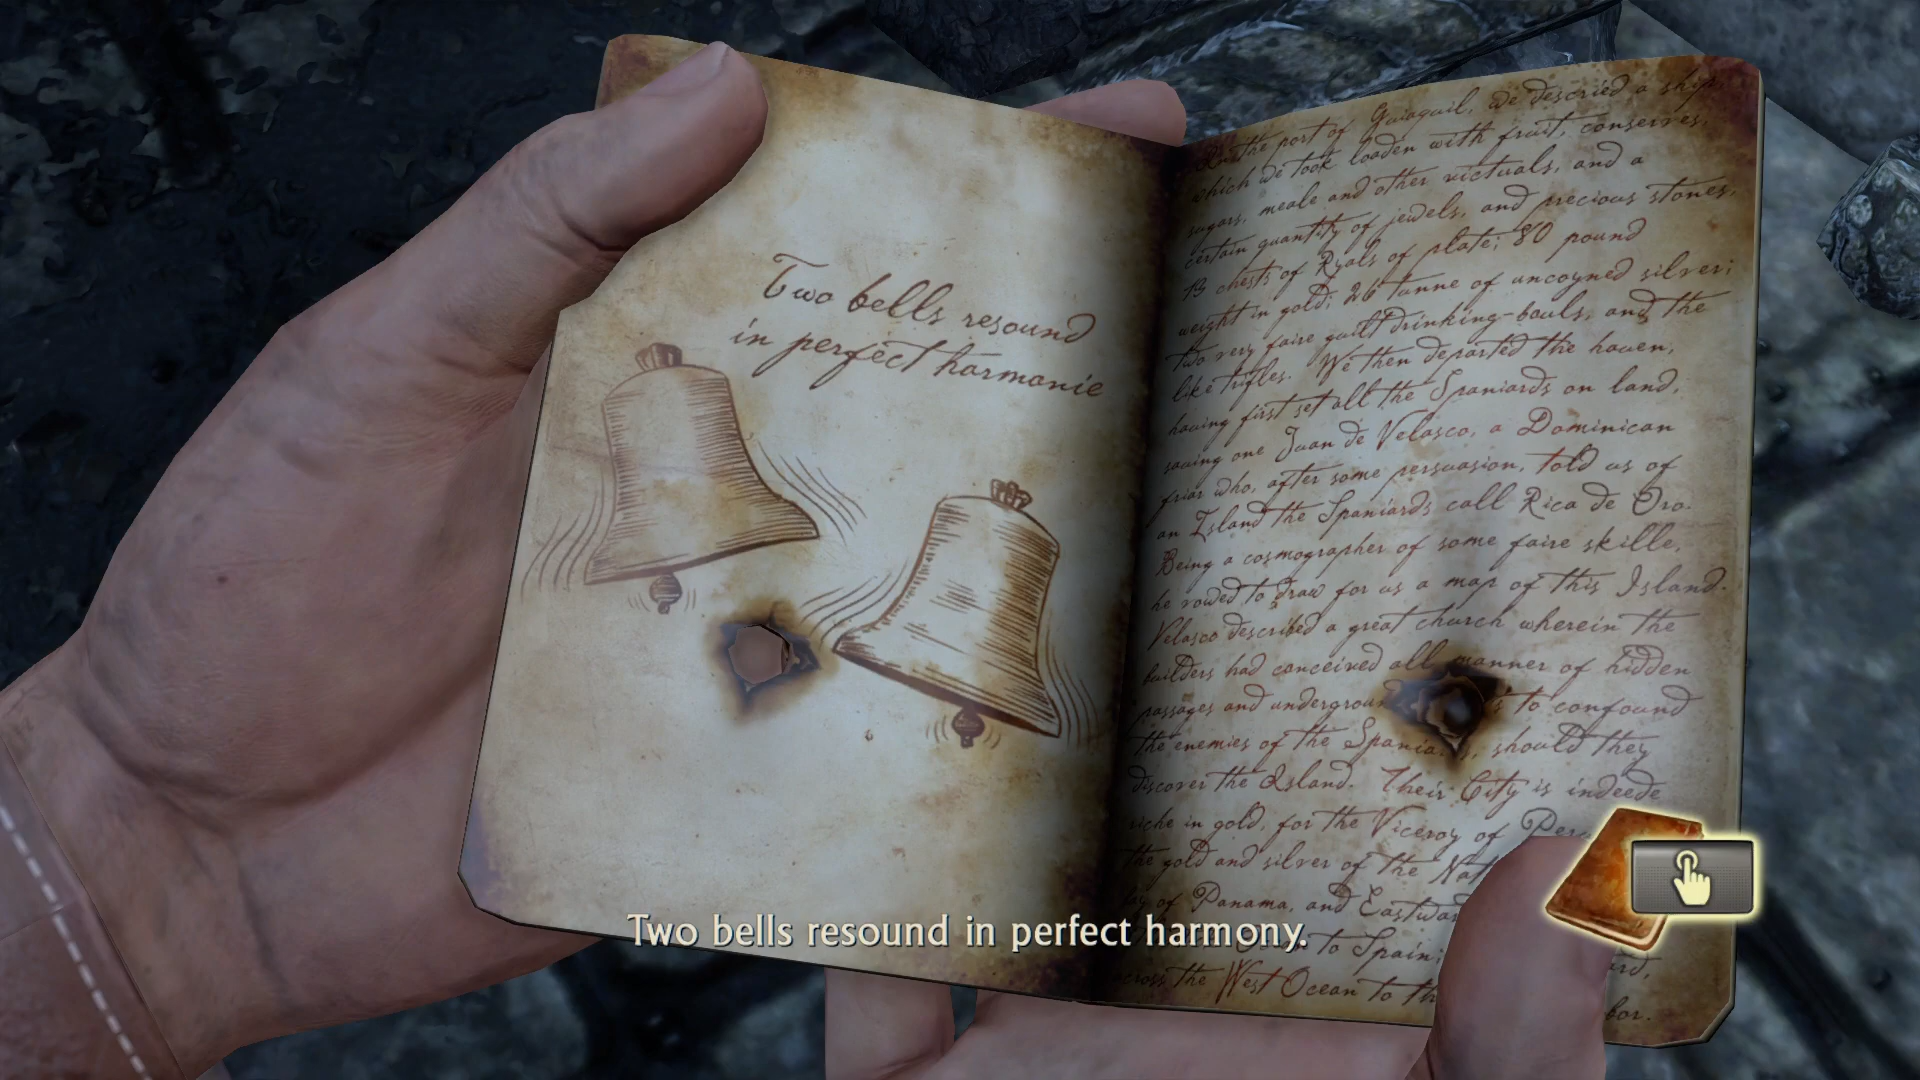 Two bells resound
in perfect harmonie
In the port of Guiaquil, we descried a ship
which we took loaden with fruit, conserves,
sugars, meale and other victuals, and a
certain quantity of jewels, and precious stones,
13 chests of Ryals of plate; 80 pound
weight in gold; 26 tunne of uncoyned silver;
two very faire guilt drinking-bouls, and the
like trifles. We then departed the haven,
having first set all the Spaniards on land,
saving one Juan de Velasco, a Dominican
friar who, after some persuasion, told us of
an Island the Spaniards call Rica de Oro.
Being a cosmographer of some faire skille,
he vowed to draw for us a map of this Island.
Velasco described a great church wherein the
builders had conceived all manner of hidden
passages and undergroun to confound
the enemies of the Spania , should they
discover the Island. Their City is indeede
riche in gold, for the Viceroy of Per
the gold and silver of the Nat
of Panama, and Eastwar
to Spain;
across the West Ocean to th
Two bells resound in perfect harmony.